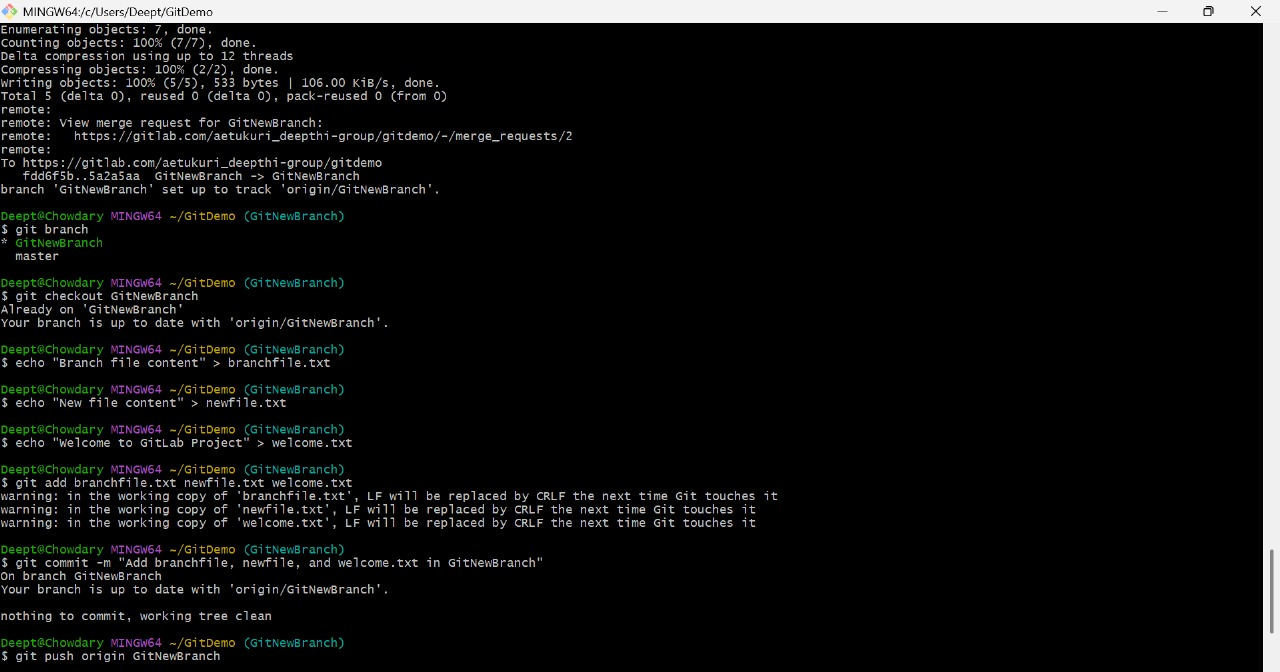 MINGW64:/c/Users/Deept/GitDemo
Enumerating objects: 7, done.
Counting objects: 100% (7/7), done.
Delta compression using up to 12 threads
Compressing objects: 100% (2/2), done.
Writing objects: 100% (5/5), 533 bytes | 106.00 KiB/s, done.
Total 5 (delta 0), reused 0 (delta 0), pack-reused 0 (from 0)
remote:
remote: View merge request for GitNewBranch:
remote:   https://gitlab.com/aetukuri_deepthi-group/gitdemo/-/merge_requests/2
remote:
To https://gitlab.com/aetukuri_deepthi-group/gitdemo
   fdd6f5b..5a2a5aa  GitNewBranch -> GitNewBranch
branch 'GitNewBranch' set up to track 'origin/GitNewBranch'.
Deept@Chowdary MINGW64 ~/GitDemo (GitNewBranch)
$ git branch
* GitNewBranch
  master
Deept@Chowdary MINGW64 ~/GitDemo (GitNewBranch)
$ git checkout GitNewBranch
Already on 'GitNewBranch'
Your branch is up to date with 'origin/GitNewBranch'.
Deept@Chowdary MINGW64 ~/GitDemo (GitNewBranch)
$ echo "Branch file content" > branchfile.txt
Deept@Chowdary MINGW64 ~/GitDemo (GitNewBranch)
$ echo "New file content" > newfile.txt
Deept@Chowdary MINGW64 ~/GitDemo (GitNewBranch)
$ echo "Welcome to GitLab Project" > welcome.txt
Deept@Chowdary MINGW64 ~/GitDemo (GitNewBranch)
$ git add branchfile.txt newfile.txt welcome.txt
warning: in the working copy of 'branchfile.txt', LF will be replaced by CRLF the next time Git touches it
warning: in the working copy of 'newfile.txt', LF will be replaced by CRLF the next time Git touches it
warning: in the working copy of 'welcome.txt', LF will be replaced by CRLF the next time Git touches it
Deept@Chowdary MINGW64 ~/GitDemo (GitNewBranch)
$ git commit -m "Add branchfile, newfile, and welcome.txt in GitNewBranch"
On branch GitNewBranch
Your branch is up to date with 'origin/GitNewBranch'.
nothing to commit, working tree clean
Deept@Chowdary MINGW64 ~/GitDemo (GitNewBranch)
$ git push origin GitNewBranch